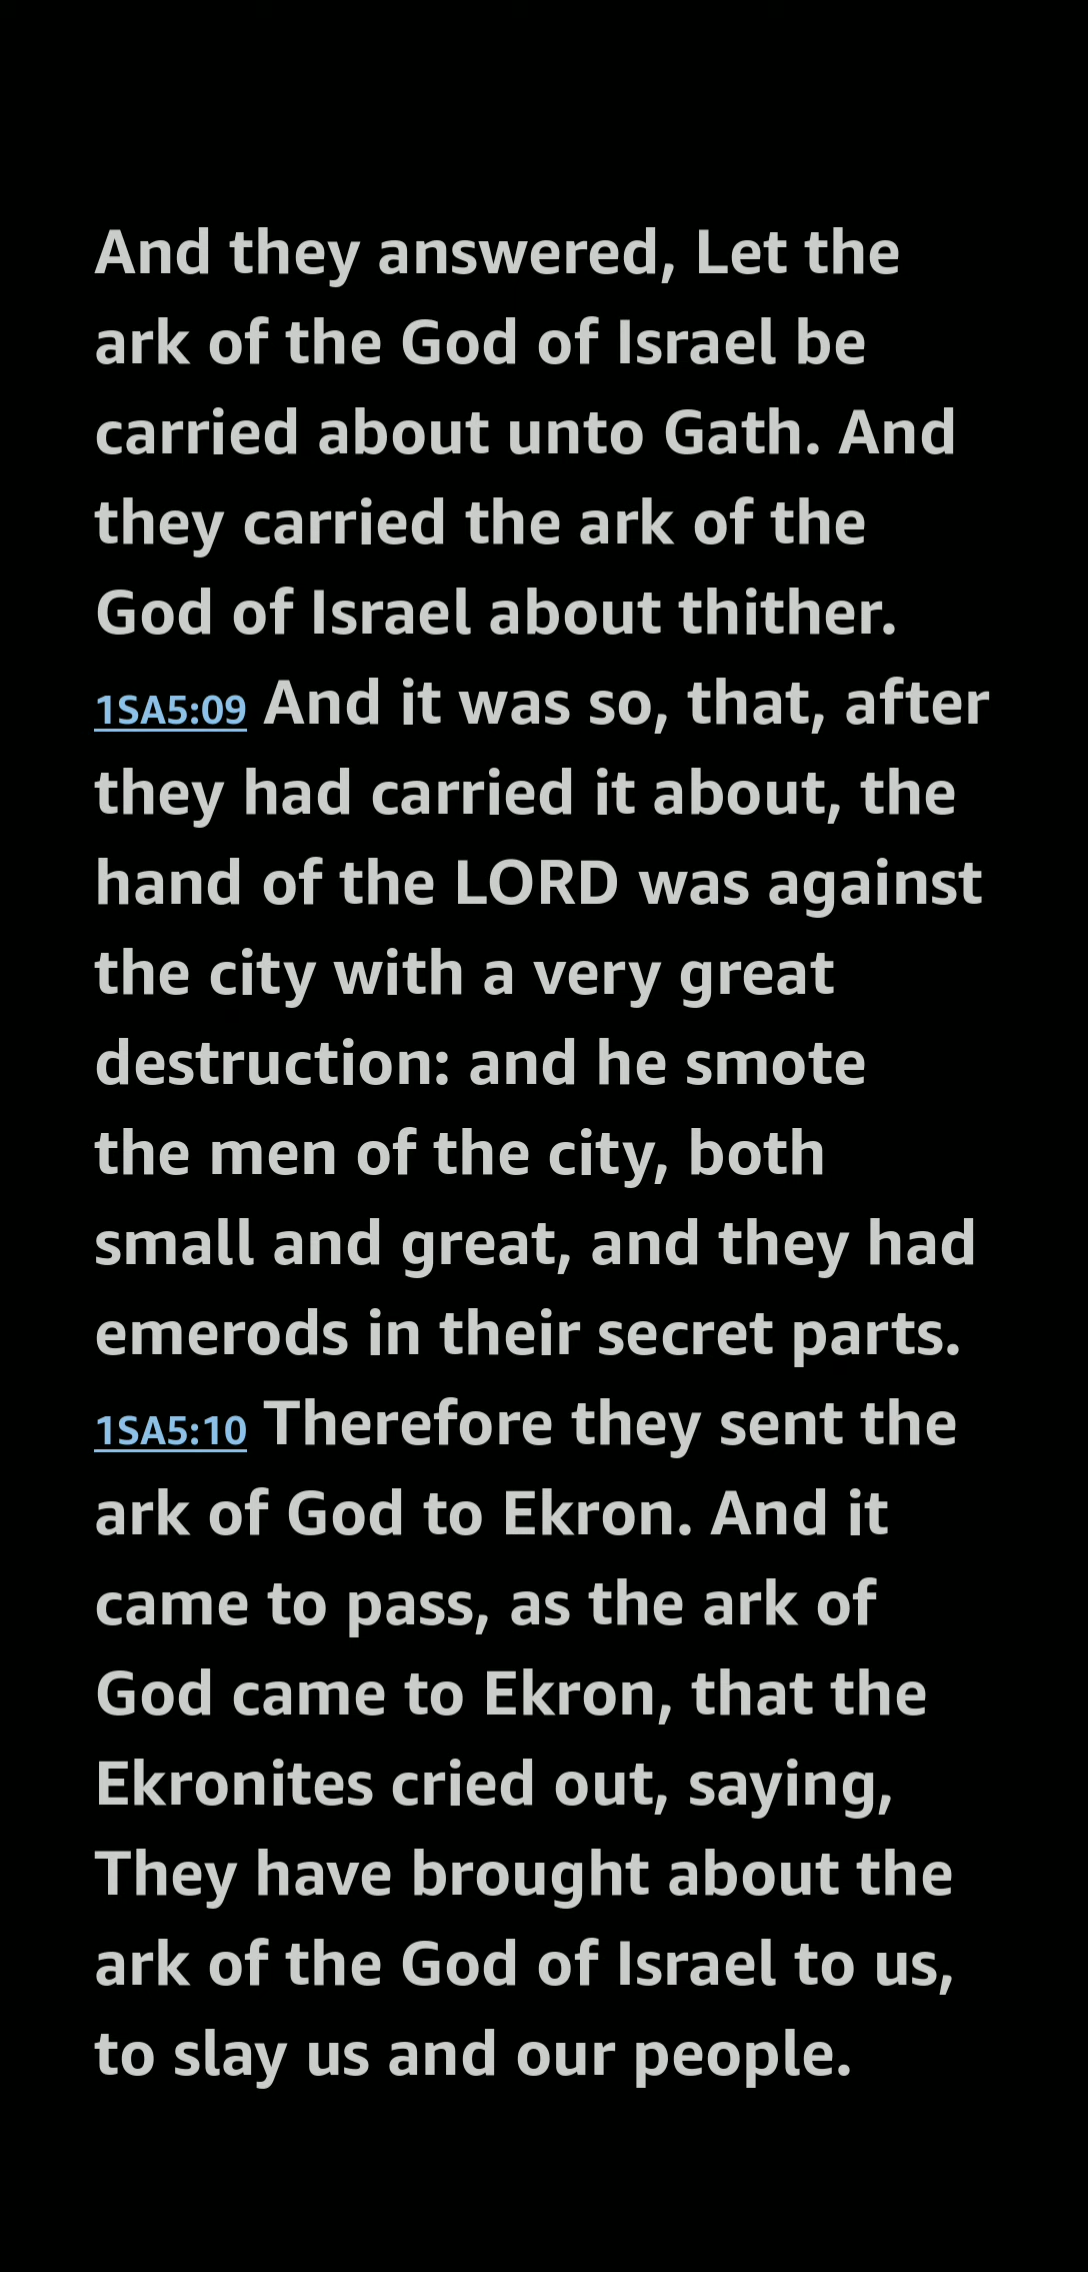 And they answered, Let the
ark of the God of Israel be
carried about unto Gath. And
they carried the ark of the
God of Israel about thither.
1SA5:09 And it was so, that, after
they had carried it about, the
hand of the LORD was against
the city with a very great
destruction: and he smote
the men of the city, both
small and great, and they had
emerods in their secret parts.
1SA5:10 Therefore they sent the
ark of God to Ekron. And it
came to pass, as the ark of
God came to Ekron, that the
Ekronites cried out, saying,
They have brought about the
ark of the God of Israel to us,
to slay us and our people.